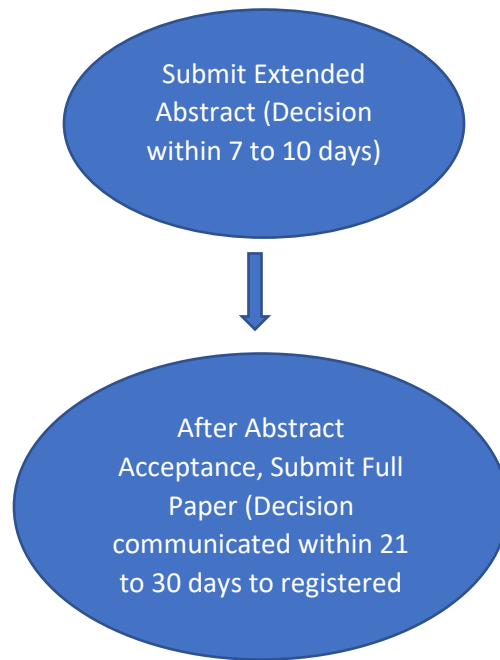 Submit Extended
Abstract (Decision
within 7 to 10 days)
After Abstract
Acceptance, Submit Full
Paper (Decision
communicated within 21
to 30 days to registered